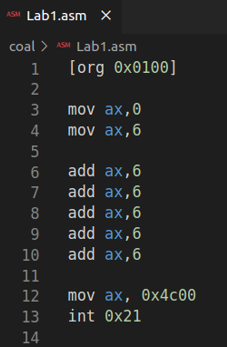 ASM Lab1.asm ×
coal > ASM Lab1.asm
1 [org 0x0100]
2
3 mov ax,0
4 mov ax,6
5
6 add ax,6
7 add ax,6
8 add ax,6
9 add ax,6
10 add ax,6
11
12 mov ax, 0x4c00
13 int 0x21
14